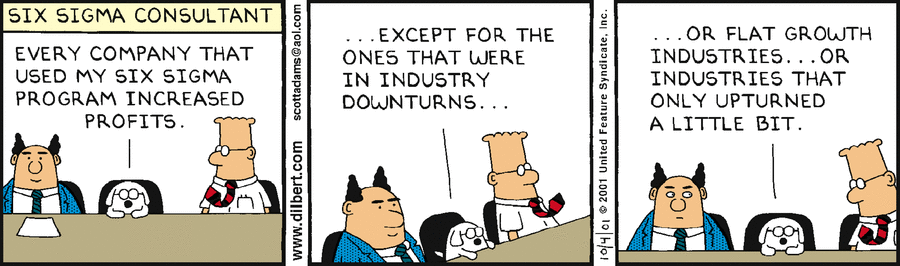 SIX SIGMA CONSULTANT
EVERY COMPANY THAT
USED MY SIX SIGMA
PROGRAM INCREASED
PROFITS.
www.dilbert.com
scottadams@aol.com
...EXCEPT FOR THE
ONES THAT WERE
IN INDUSTRY
DOWNTURNS...
10/4/01 © 2001 United Feature Syndicate, Inc.
...OR FLAT GROWTH
INDUSTRIES...OR
INDUSTRIES THAT
ONLY UPTURNED
A LITTLE BIT.